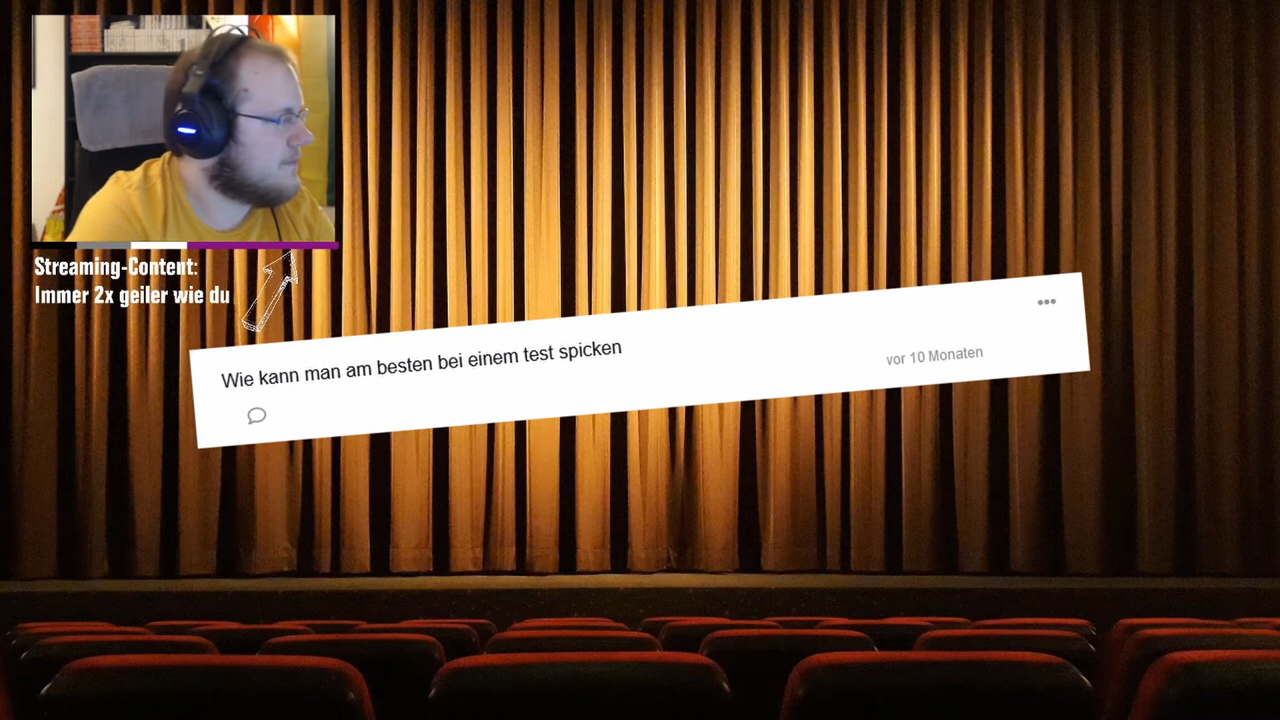 Streaming-Content:
Immer 2x geiler wie du
Wie kann man am besten bei einem test spicken
vor 10 Monaten